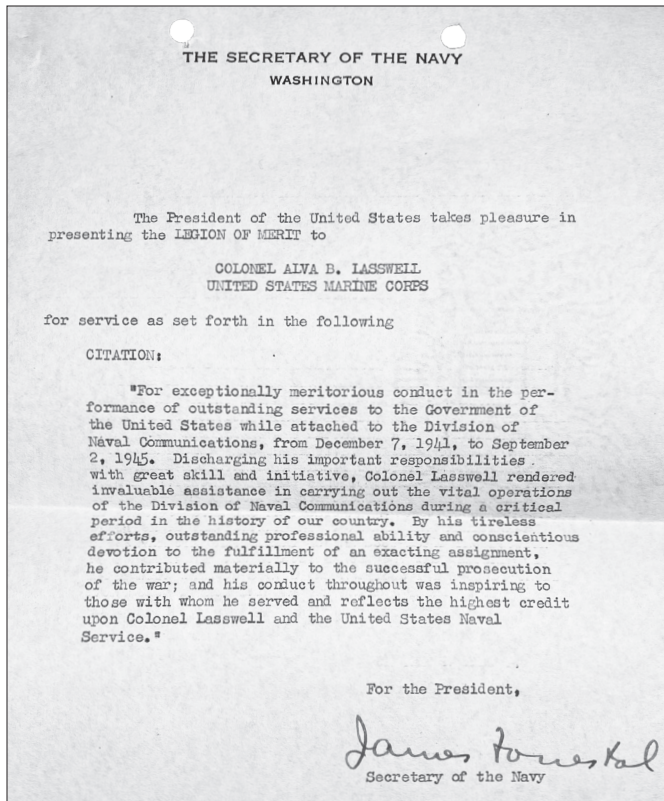 THE SECRETARY OF THE NAVY
WASHINGTON
The President of the United States takes pleasure in
presenting the LEGION OF MERIT to
COLONEL ALVA B. LASSWELL
UNITED STATES MARINE CORPS
for service as set forth in the following
CITATION:
"For exceptionally meritorious conduct in the per-
formance of outstanding services to the Government of
the United States while attached to the Division of
Naval Communications, from December 7, 1941, to September
2, 1945. Discharging his important responsibilities
with great skill and initiative, Colonel Lasswell rendered
invaluable assistance in carrying out the vital operations
of the Division of Naval Communications during a critical
period in the history of our country. By his tireless
efforts, outstanding professional ability and conscientious
devotion to the fulfillment of an exacting assignment,
he contributed materially to the successful prosecution
of the war; and his conduct throughout was inspiring to
those with whom he served and reflects the highest credit
upon Colonel Lasswell and the United States Naval
Service."
For the President,
James Forrestal
Secretary of the Navy